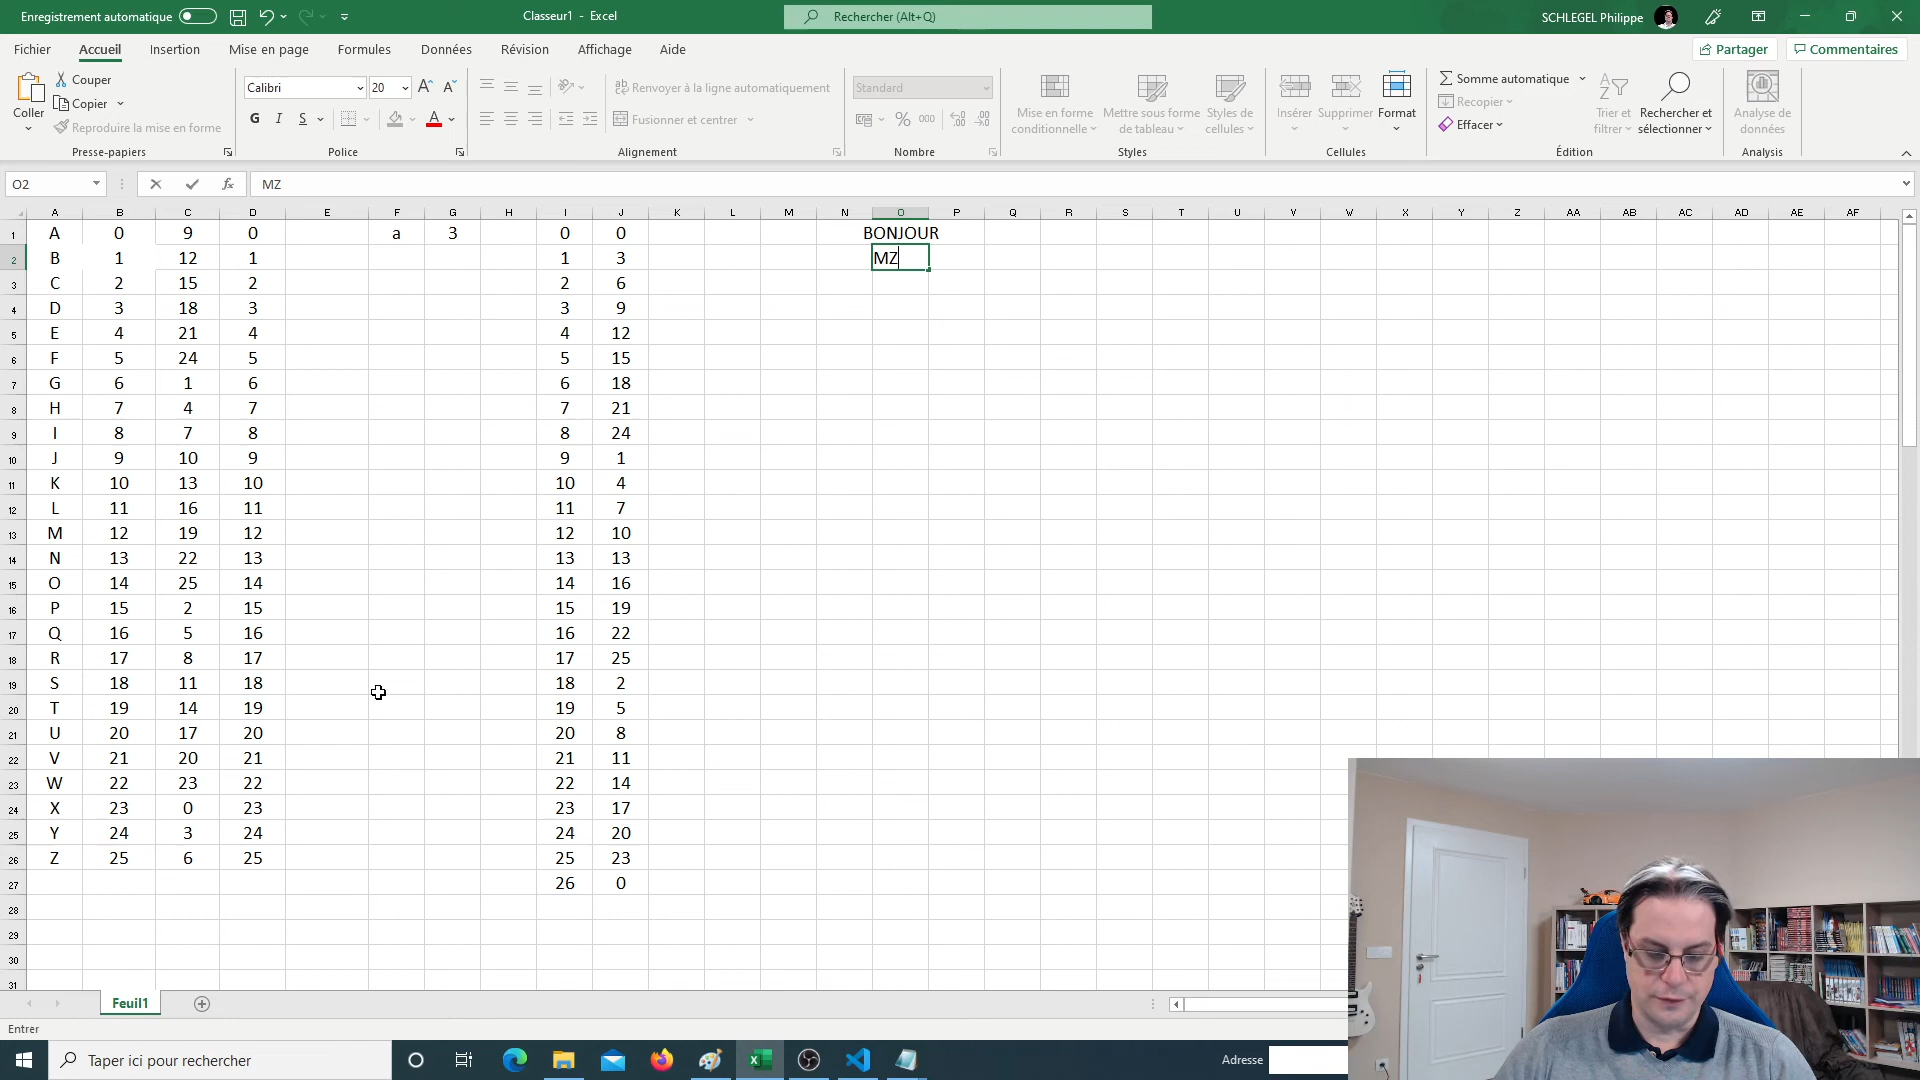 Enregistrement automatique
Classeur1 - Excel
Rechercher (Alt+Q)
SCHLEGEL Philippe
Fichier Accueil Insertion Mise en page Formules Données Révision Affichage Aide
Partager Commentaires
Coller
Couper
Copier
Reproduire la mise en forme
Presse-papiers
Calibri 20
G I S
Police
Renvoyer à la ligne automatiquement
Fusionner et centrer
Alignement
Standard
% 000
Nombre
Mise en forme conditionnelle
Mettre sous forme de tableau
Styles de cellules
Styles
Insérer Supprimer Format
Cellules
Somme automatique
Recopier
Effacer
Trier et filtrer
Rechercher et sélectionner
Édition
Analyse de données
Analysis
O2 fx MZ
A B C D E F G H I J K L M N O P Q R S T U V W X Y Z AA AB AC AD AE AF
1 A 0 9 0 a 3 0 0 BONJOUR
2 B 1 12 1 1 3 MZ
3 C 2 15 2 2 6
4 D 3 18 3 3 9
5 E 4 21 4 4 12
6 F 5 24 5 5 15
7 G 6 1 6 6 18
8 H 7 4 7 7 21
9 I 8 7 8 8 24
10 J 9 10 9 9 1
11 K 10 13 10 10 4
12 L 11 16 11 11 7
13 M 12 19 12 12 10
14 N 13 22 13 13 13
15 O 14 25 14 14 16
16 P 15 2 15 15 19
17 Q 16 5 16 16 22
18 R 17 8 17 17 25
19 S 18 11 18 18 2
20 T 19 14 19 19 5
21 U 20 17 20 20 8
22 V 21 20 21 21 11
23 W 22 23 22 22 14
24 X 23 0 23 23 17
25 Y 24 3 24 24 20
26 Z 25 6 25 25 23
27 26 0
28
29
30
31
Feuil1
Entrer
Taper ici pour rechercher
Adresse